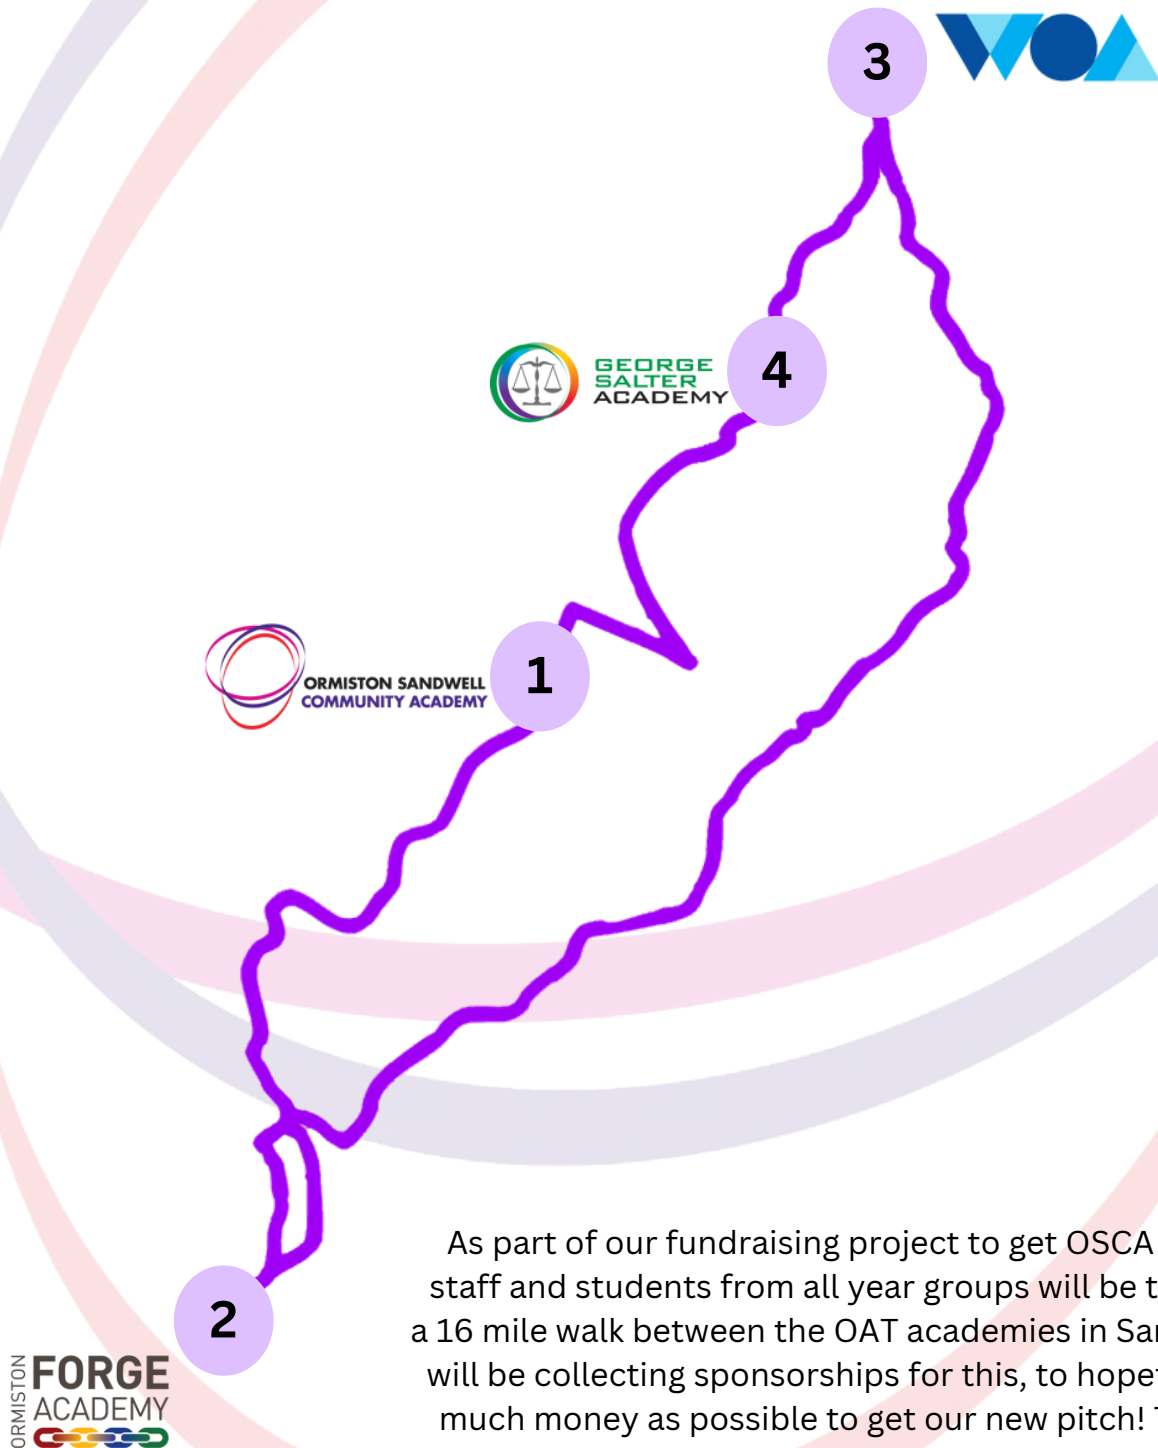 3
WOA
4
GEORGE
SALTER
ACADEMY
1
ORMISTON SANDWELL
COMMUNITY ACADEMY
2
ORMISTON
FORGE
ACADEMY
As part of our fundraising project to get OSCA
staff and students from all year groups will be t
a 16 mile walk between the OAT academies in Sar
will be collecting sponsorships for this, to hope
much money as possible to get our new pitch! T